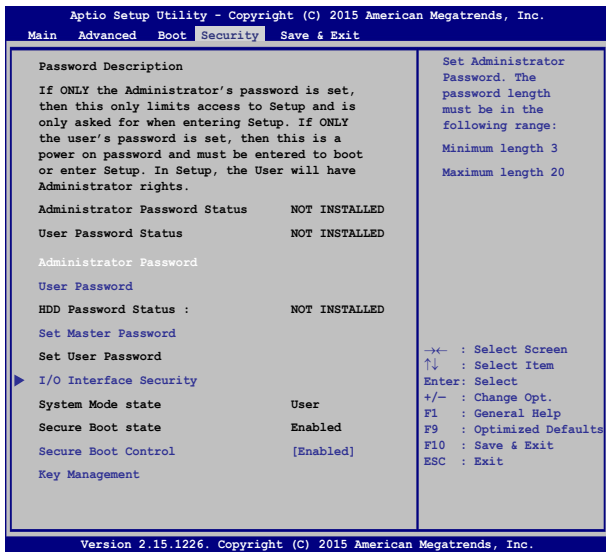 Aptio Setup Utility - Copyright (C) 2015 American Megatrends, Inc.
Main Advanced Boot Security Save & Exit
Password Description
If ONLY the Administrator's password is set,
then this only limits access to Setup and is
only asked for when entering Setup. If ONLY
the user's password is set, then this is a
power on password and must be entered to boot
or enter Setup. In Setup, the User will have
Administrator rights.
Administrator Password Status NOT INSTALLED
User Password Status NOT INSTALLED
Administrator Password
User Password
HDD Password Status : NOT INSTALLED
Set Master Password
Set User Password
I/O Interface Security
System Mode state User
Secure Boot state Enabled
Secure Boot Control [Enabled]
Key Management
Set Administrator
Password. The
password length
must be in the
following range:
Minimum length 3
Maximum length 20
→← : Select Screen
↑↓ : Select Item
Enter: Select
+/— : Change Opt.
F1 : General Help
F9 : Optimized Defaults
F10 : Save & Exit
ESC : Exit
Version 2.15.1226. Copyright (C) 2015 American Megatrends, Inc.